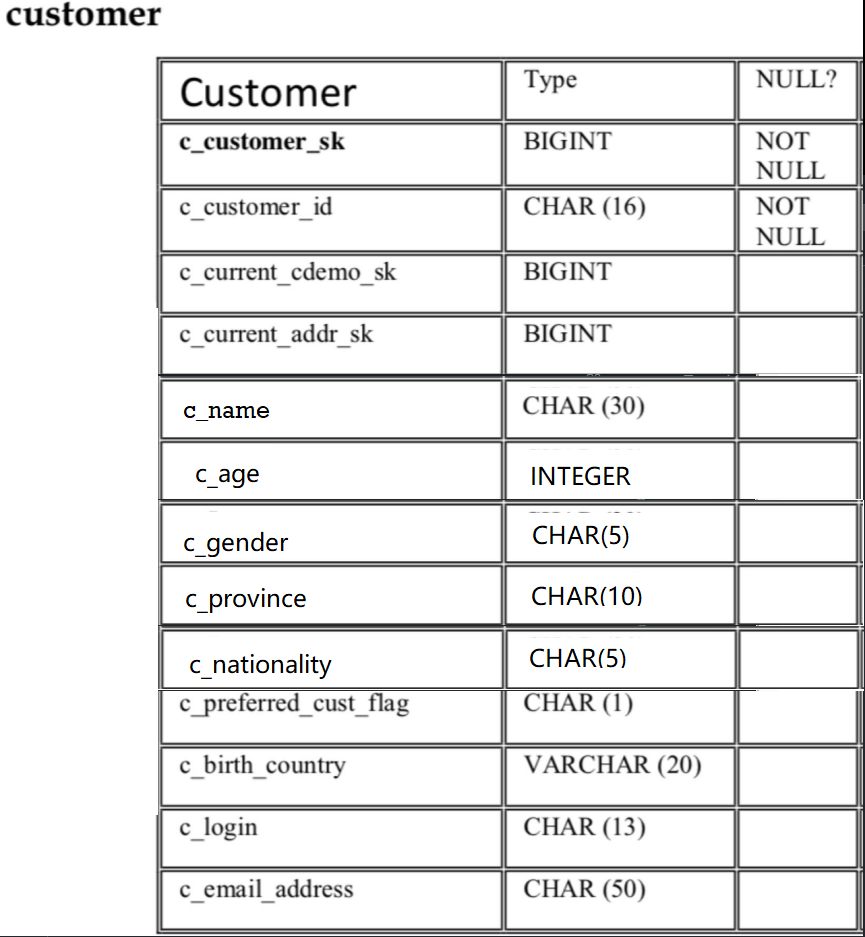 customer
Customer Type NULL?
c_customer_sk BIGINT NOT
NULL
c_customer_id CHAR (16) NOT
NULL
c_current_cdemo_sk BIGINT
c_current_addr_sk BIGINT
c_name CHAR (30)
c_age INTEGER
c_gender CHAR(5)
c_province CHAR(10)
c_nationality CHAR(5)
c_preferred_cust_flag CHAR (1)
c_birth_country VARCHAR (20)
c_login CHAR (13)
c_email_address CHAR (50)